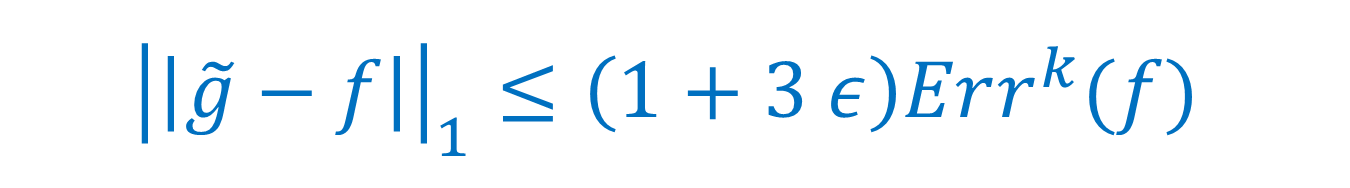 ||g̃ − f||₁ ≤ (1 + 3 ϵ)Errᵏ(f)